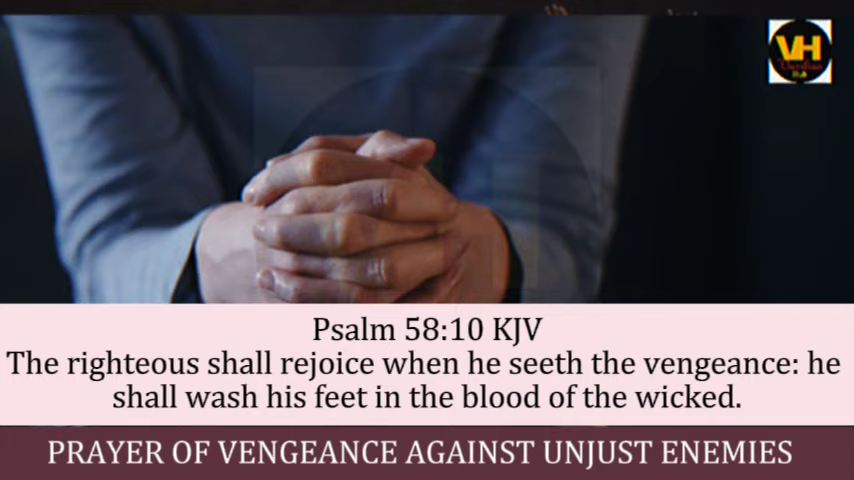 VH
Psalm 58:10 KJV
The righteous shall rejoice when he seeth the vengeance: he
shall wash his feet in the blood of the wicked.
PRAYER OF VENGEANCE AGAINST UNJUST ENEMIES